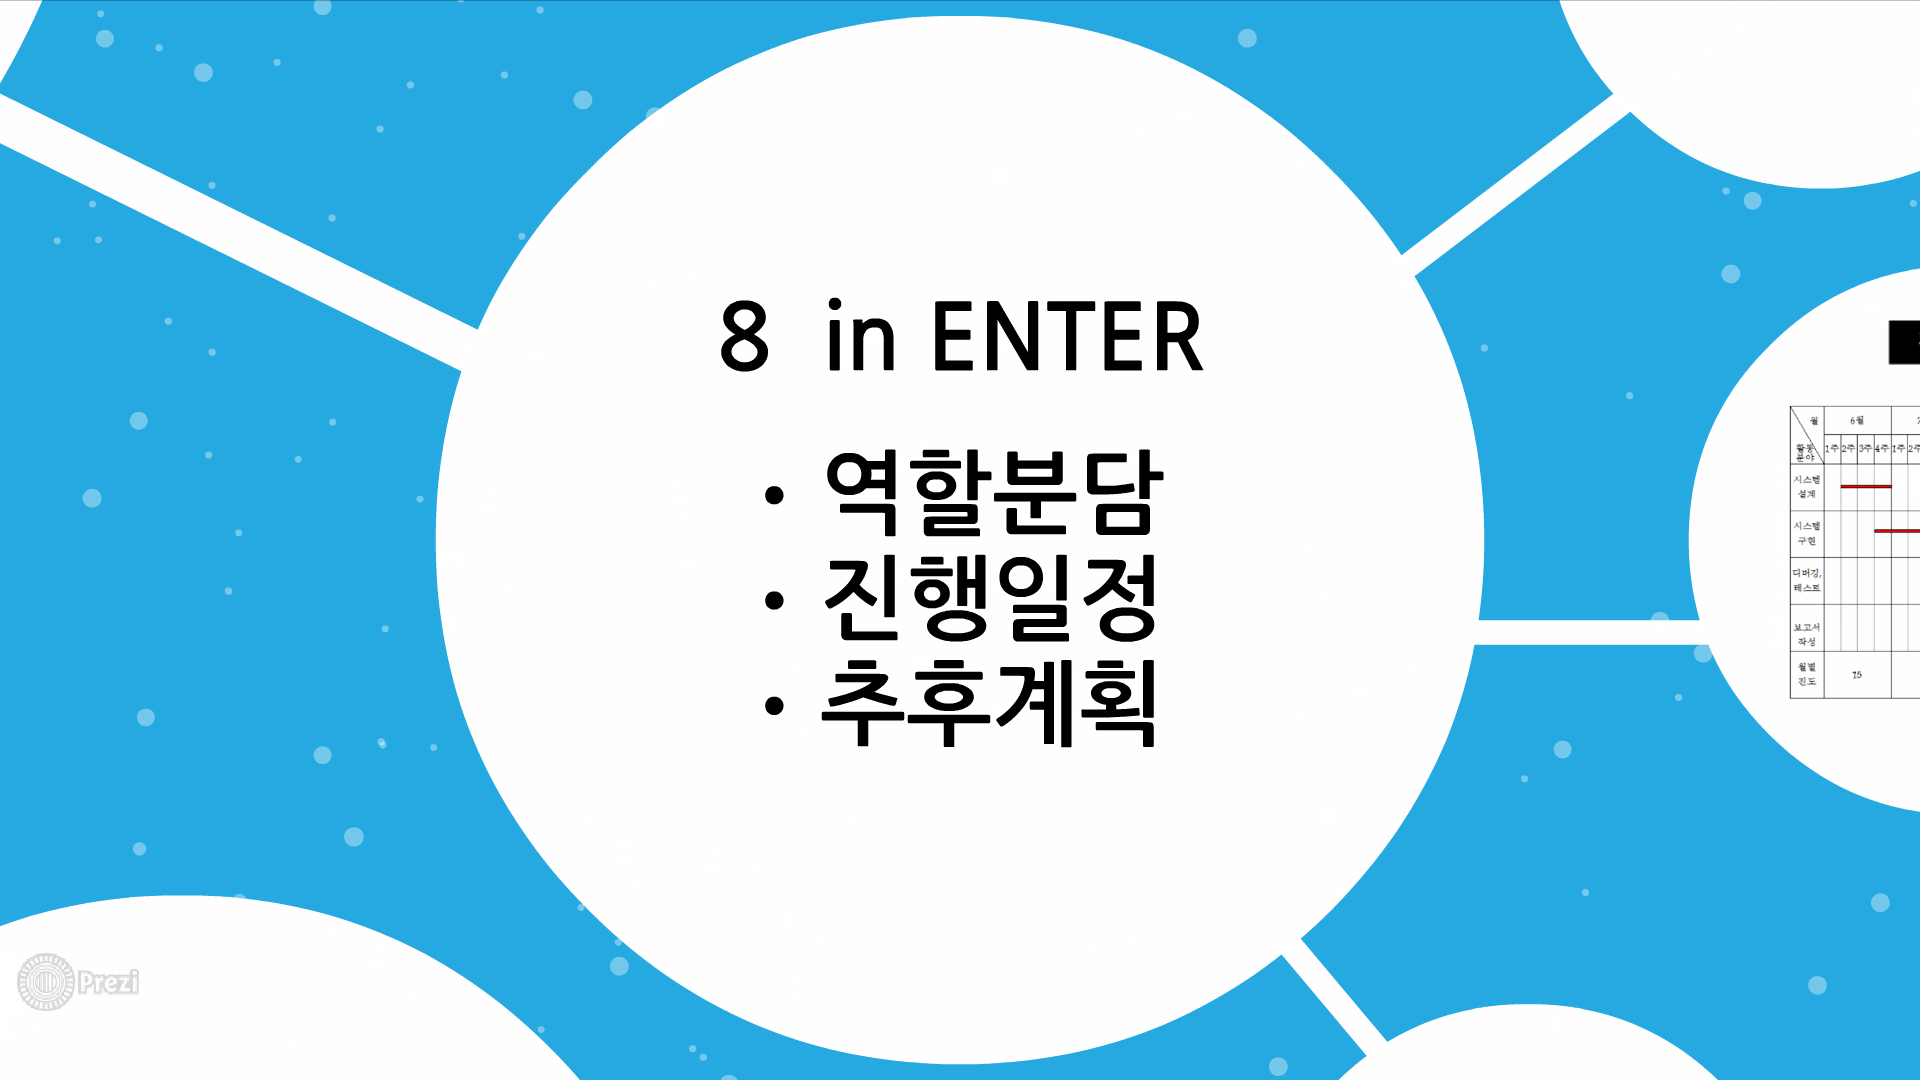 8 in ENTER
• 역할분담
• 진행일정
• 추후계획
월
6월
활동
분야
1주 2주 3주 4주 1주
시스템
설계
시스템
구현
디버깅,
테스트
보고서
작성
월별
진도
15
Prezi